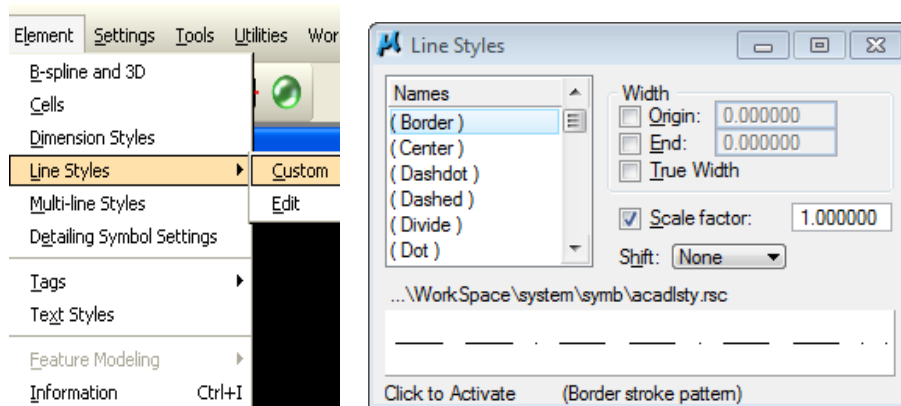 Element Settings Tools Utilities Wor
B-spline and 3D
Cells
Dimension Styles
Line Styles
Custom
Multi-line Styles
Edit
Detailing Symbol Settings
Tags
Text Styles
Feature Modeling
Information Ctrl+I
Line Styles
Names
( Border )
( Center )
( Dashdot )
( Dashed )
( Divide )
( Dot )
Width
Origin: 0.000000
End: 0.000000
True Width
Scale factor: 1.000000
Shift: None
...\WorkSpace\system\symb\acadlsty.rsc
Click to Activate (Border stroke pattern)